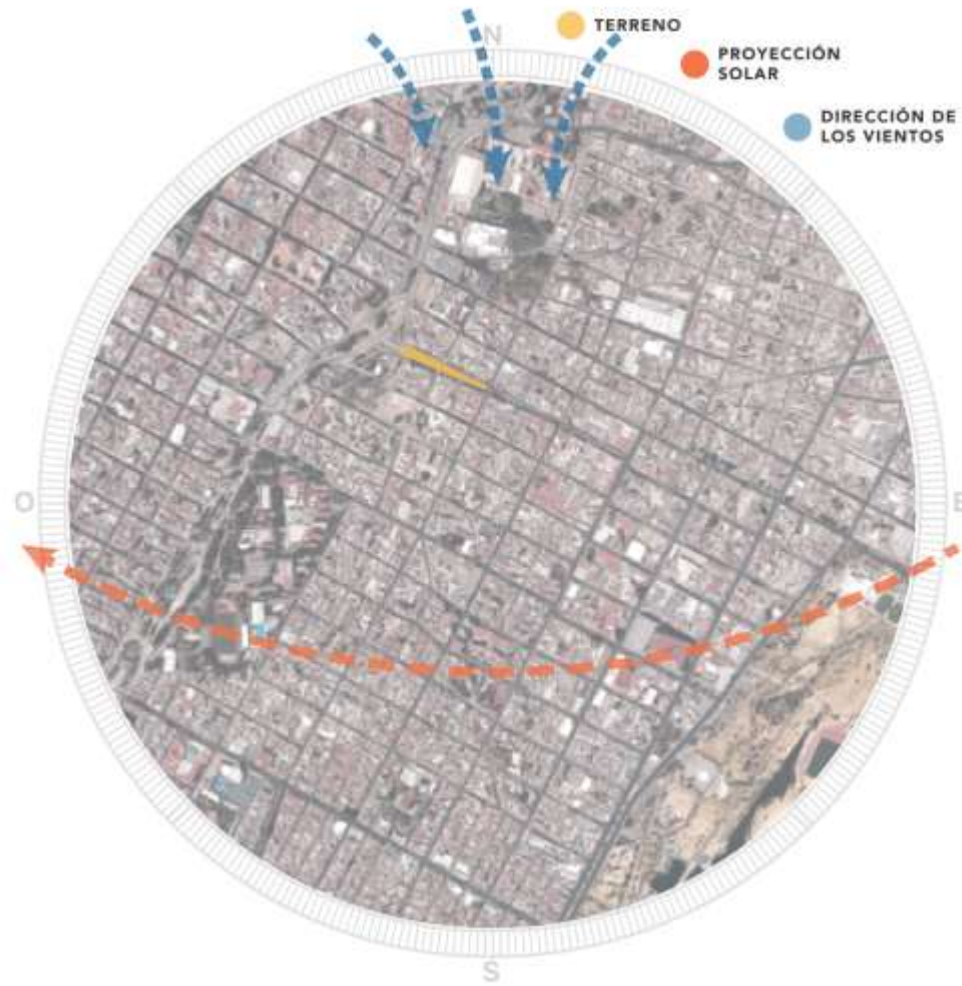 N
TERRENO
PROYECCIÓN
SOLAR
DIRECCIÓN DE
LOS VIENTOS
O
E
S